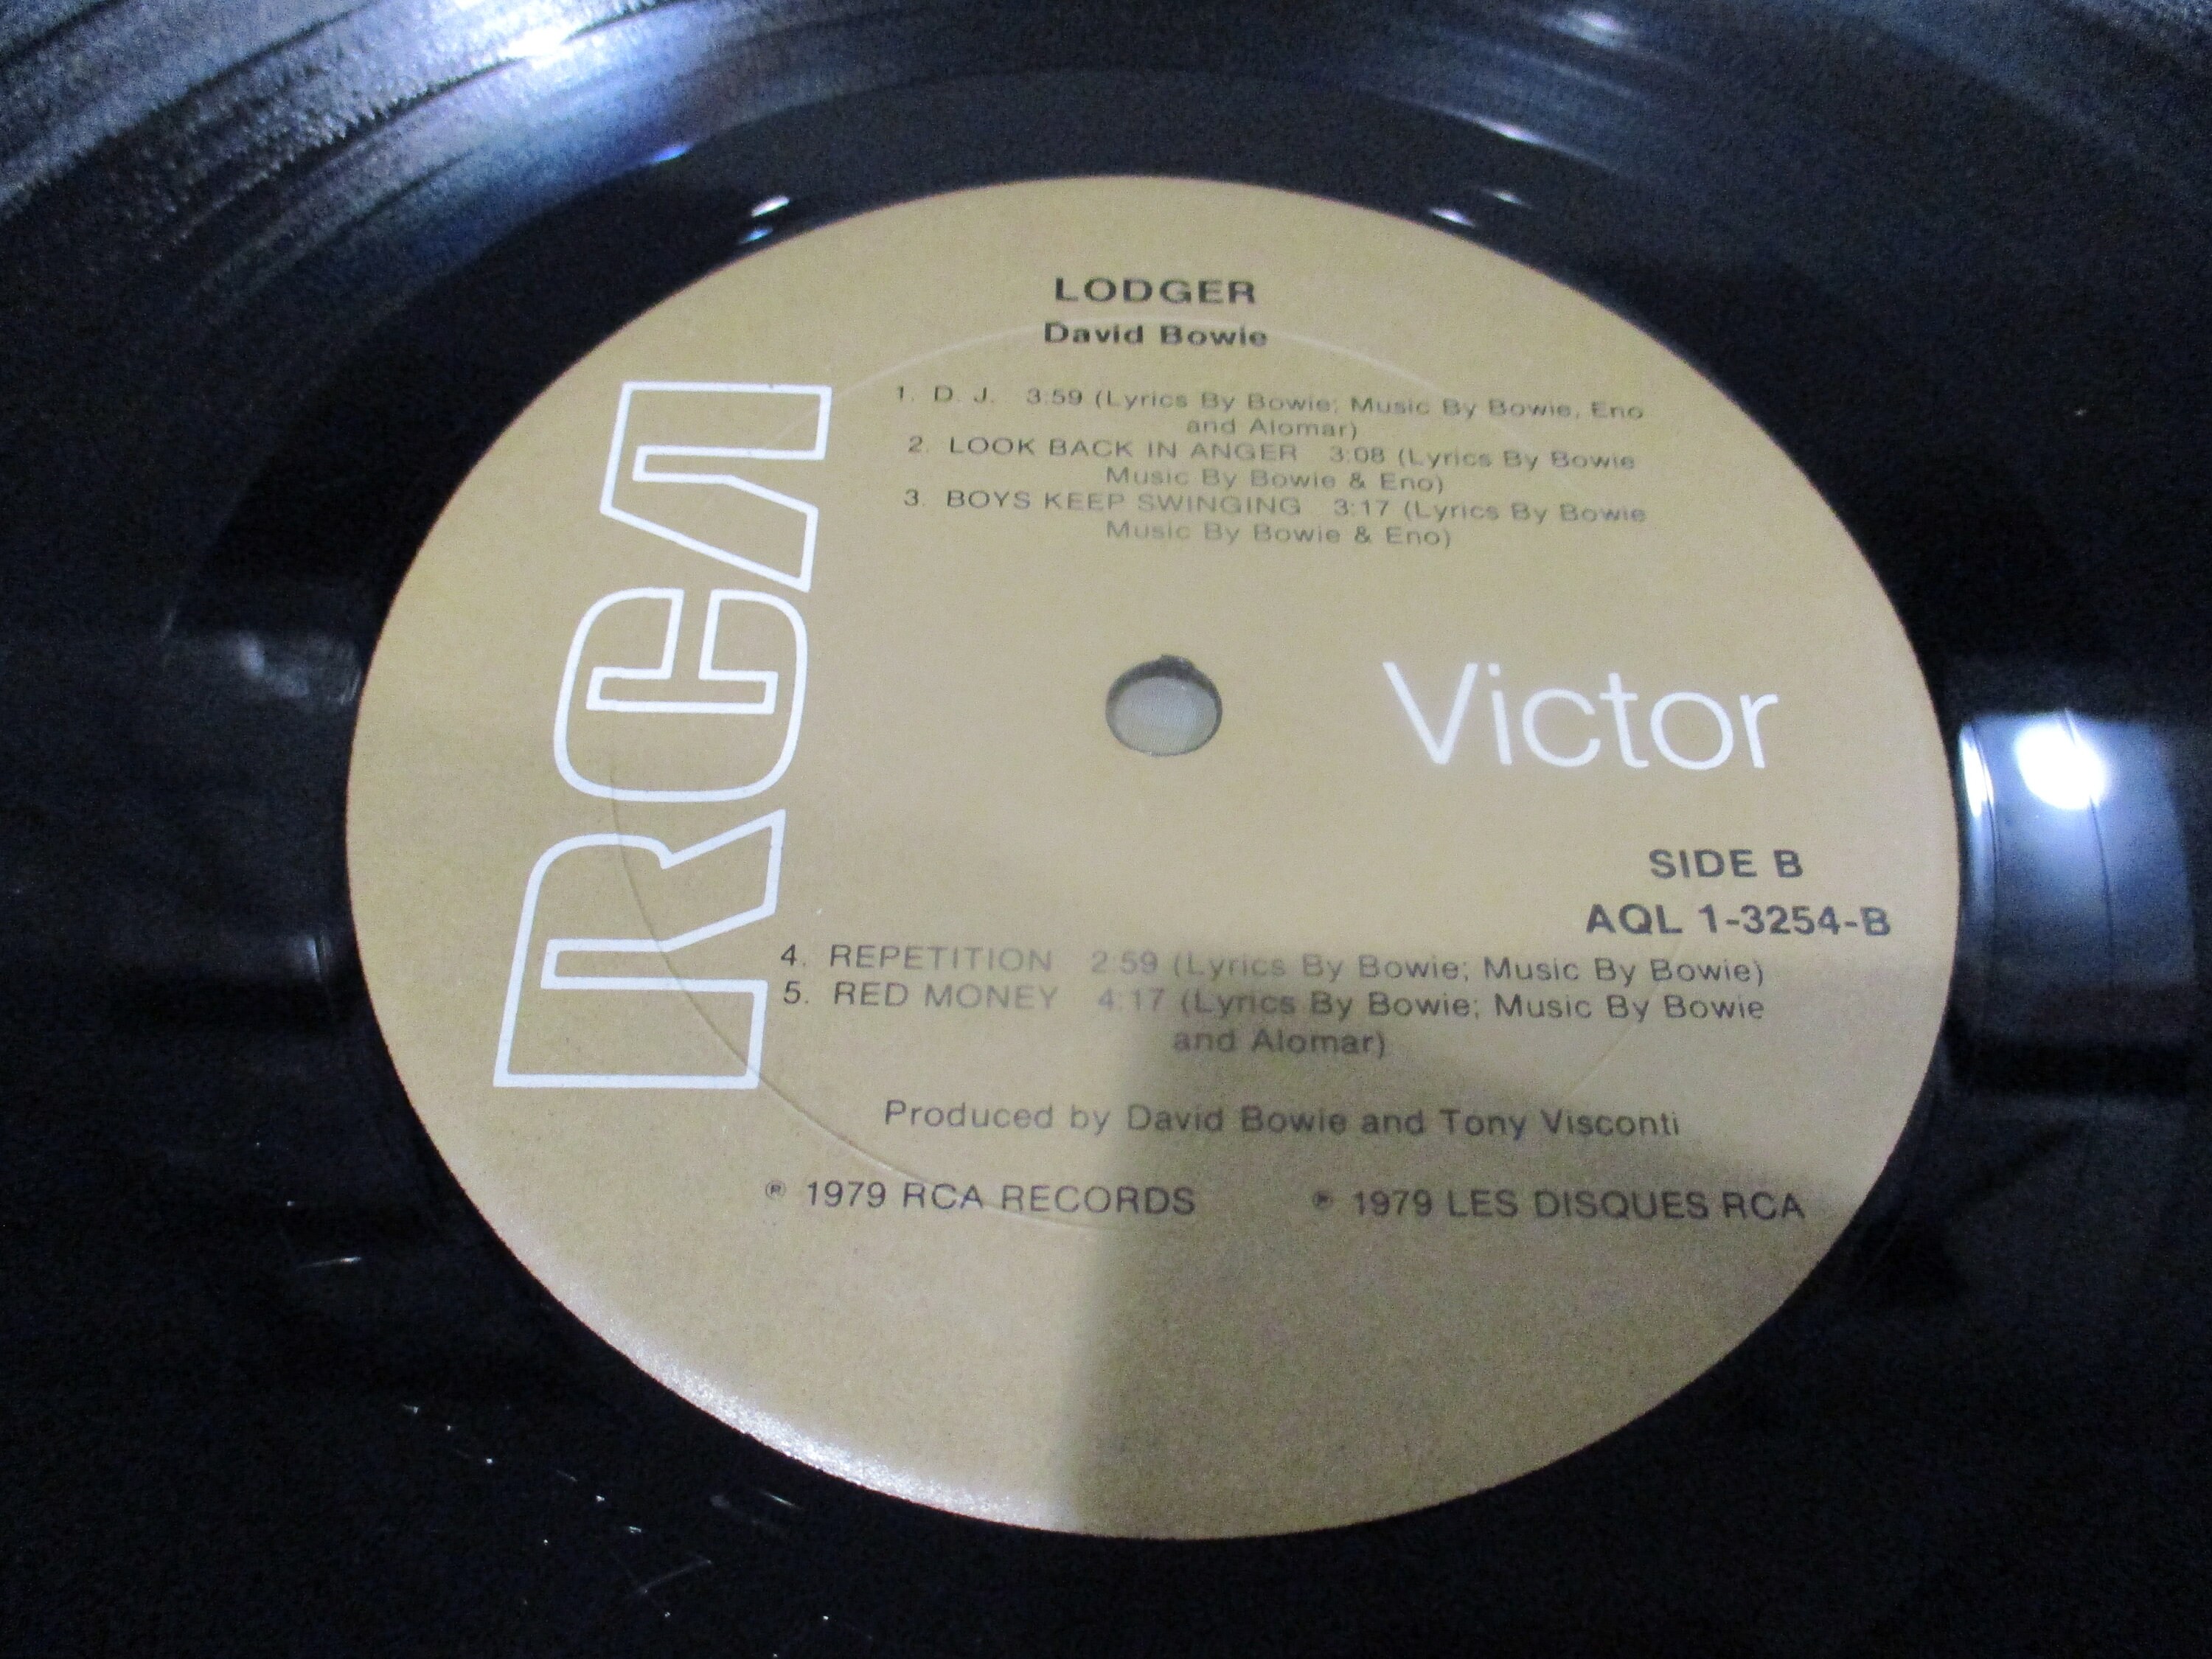 LODGER
David Bowie
1. D. J. 3:59 (Lyrics By Bowie; Music By Bowie, Eno
and Alomar)
2. LOOK BACK IN ANGER 3:08 (Lyrics By Bowie
Music By Bowie & Eno)
3. BOYS KEEP SWINGING 3:17 (Lyrics By Bowie
Music By Bowie & Eno)
RCA
Victor
SIDE B
AQL 1-3254-B
4. REPETITION 2:59 (Lyrics By Bowie; Music By Bowie)
5. RED MONEY 4:17 (Lyrics By Bowie; Music By Bowie
and Alomar)
Produced by David Bowie and Tony Visconti
℗ 1979 RCA RECORDS ℗ 1979 LES DISQUES RCA